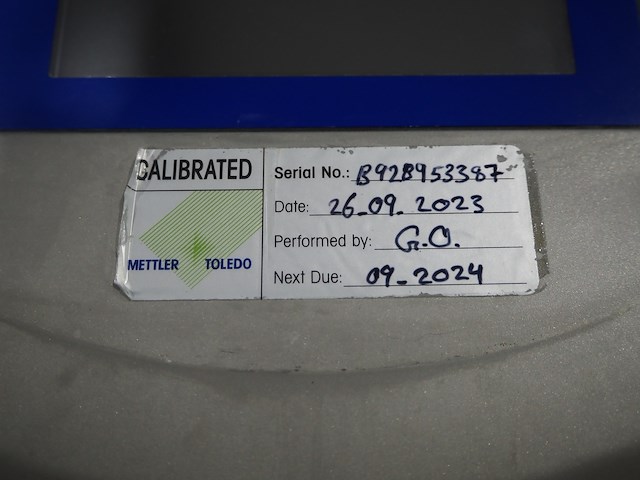 CALIBRATED
METTLER TOLEDO
Serial No.: B928953387
Date: 26-09-2023
Performed by: G.O.
Next Due: 09-2024